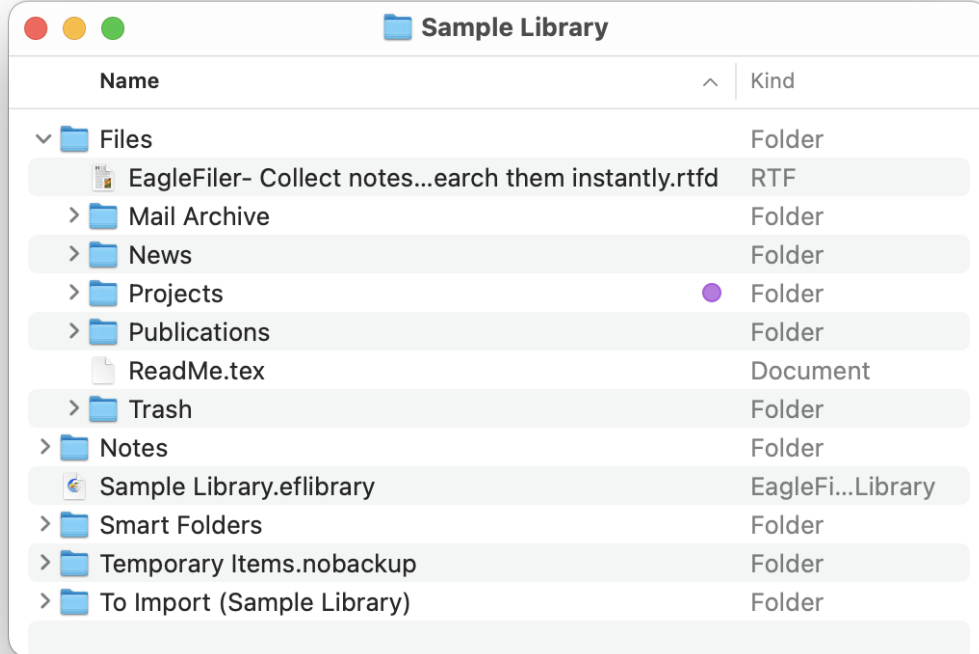 Sample Library
Name Kind
Files Folder
EagleFiler- Collect notes...earch them instantly.rtfd RTF
Mail Archive Folder
News Folder
Projects Folder
Publications Folder
ReadMe.tex Document
Trash Folder
Notes Folder
Sample Library.eflibrary EagleFi...Library
Smart Folders Folder
Temporary Items.nobackup Folder
To Import (Sample Library) Folder